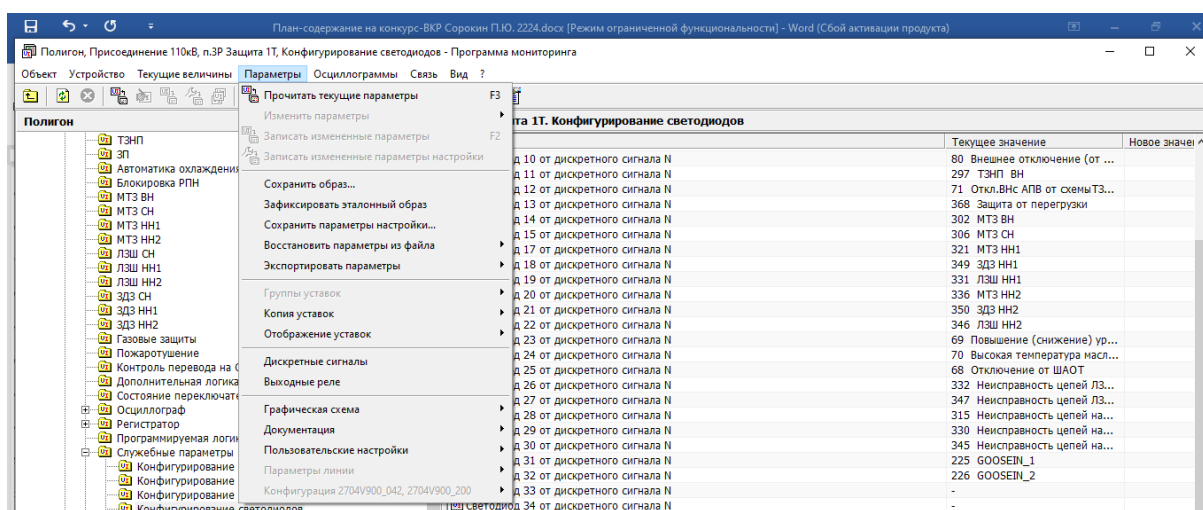 План-содержание на конкурс-ВКР Сорокин П.Ю. 2224.docx [Режим ограниченной функциональности] - Word (Сбой активации продукта)
Полигон, Присоединение 110кВ, п.3Р Защита 1Т, Конфигурирование светодиодов - Программа мониторинга
Объект Устройство Текущие величины Параметры Осциллограммы Связь Вид ?
Полигон
ТЗНП
ЗП
Автоматика охлаждения
Блокировка РПН
МТЗ ВН
МТЗ СН
МТЗ НН1
МТЗ НН2
ЛЗШ СН
ЛЗШ НН1
ЛЗШ НН2
ЗДЗ СН
ЗДЗ НН1
ЗДЗ НН2
Газовые защиты
Пожаротушение
Контроль перевода на
Дополнительная логика
Состояние переключат
Осциллограф
Регистратор
Программируемая логи
Служебные параметры
Конфигурирование
Конфигурирование
Конфигурирование
Конфигурирование светодиодов
Прочитать текущие параметры F3
Изменить параметры
Записать измененные параметры F2
Записать измененные параметры настройки
Сохранить образ...
Зафиксировать эталонный образ
Сохранить параметры настройки...
Восстановить параметры из файла
Экспортировать параметры
Группы уставок
Копия уставок
Отображение уставок
Дискретные сигналы
Выходные реле
Графическая схема
Документация
Пользовательские настройки
Параметры линии
Конфигурация 2704V900_042, 2704V900_200
та 1Т. Конфигурирование светодиодов
Текущее значение Новое значе
д 10 от дискретного сигнала N 80 Внешнее отключение (от ...
д 11 от дискретного сигнала N 297 ТЗНП ВН
д 12 от дискретного сигнала N 71 Откл.ВНс АПВ от схемыТЗ...
д 13 от дискретного сигнала N 368 Защита от перегрузки
д 14 от дискретного сигнала N 302 МТЗ ВН
д 15 от дискретного сигнала N 306 МТЗ СН
д 17 от дискретного сигнала N 321 МТЗ НН1
д 18 от дискретного сигнала N 349 ЗДЗ НН1
д 19 от дискретного сигнала N 331 ЛЗШ НН1
д 20 от дискретного сигнала N 336 МТЗ НН2
д 21 от дискретного сигнала N 350 ЗДЗ НН2
д 22 от дискретного сигнала N 346 ЛЗШ НН2
д 23 от дискретного сигнала N 69 Повышение (снижение) ур...
д 24 от дискретного сигнала N 70 Высокая температура масл...
д 25 от дискретного сигнала N 68 Отключение от ШАОТ
д 26 от дискретного сигнала N 332 Неисправность цепей ЛЗ...
д 27 от дискретного сигнала N 347 Неисправность цепей ЛЗ...
д 28 от дискретного сигнала N 315 Неисправность цепей на...
д 29 от дискретного сигнала N 330 Неисправность цепей на...
д 30 от дискретного сигнала N 345 Неисправность цепей на...
д 31 от дискретного сигнала N 225 GOOSEIN_1
д 32 от дискретного сигнала N 226 GOOSEIN_2
д 33 от дискретного сигнала N -
Светодиод 34 от дискретного сигнала N -